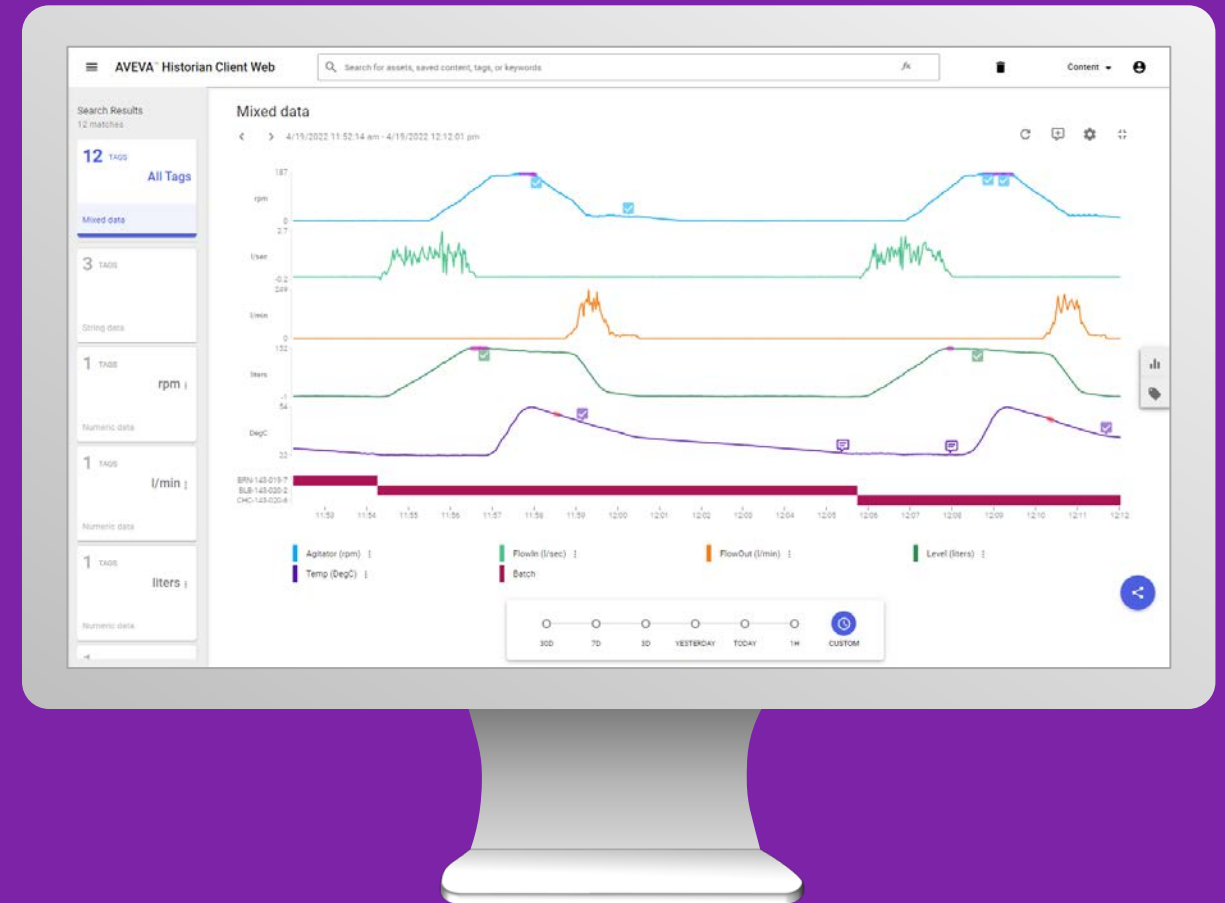 AVEVA™ Historian Client Web
Search for assets, saved content, tags, or keywords
fx
Content
Search Results
12 matches
12 TAGS
All Tags
Mixed data
3 TAGS
String data
1 TAGS
rpm
Numeric data
1 TAGS
l/min
Numeric data
1 TAGS
liters
Numeric data
Mixed data
4/19/2022 11:52:14 am - 4/19/2022 12:12:01 pm
187
rpm
0
2.7
l/sec
-0.2
l/min
0
132
liters
-1
54
DegC
BRN-143-019-7
BLB-143-020-2
CHC-143-020-6
11:53 11:54 11:55 11:56 11:57 11:58 11:59 12:00 12:01 12:02 12:03 12:04 12:05 12:06 12:07 12:08 12:09 12:10 12:11 12:12
Agitator (rpm) FlowIn (l/sec) FlowOut (l/min) Level (liters)
Temp (DegC) Batch
30D 7D 3D YESTERDAY TODAY 1H CUSTOM